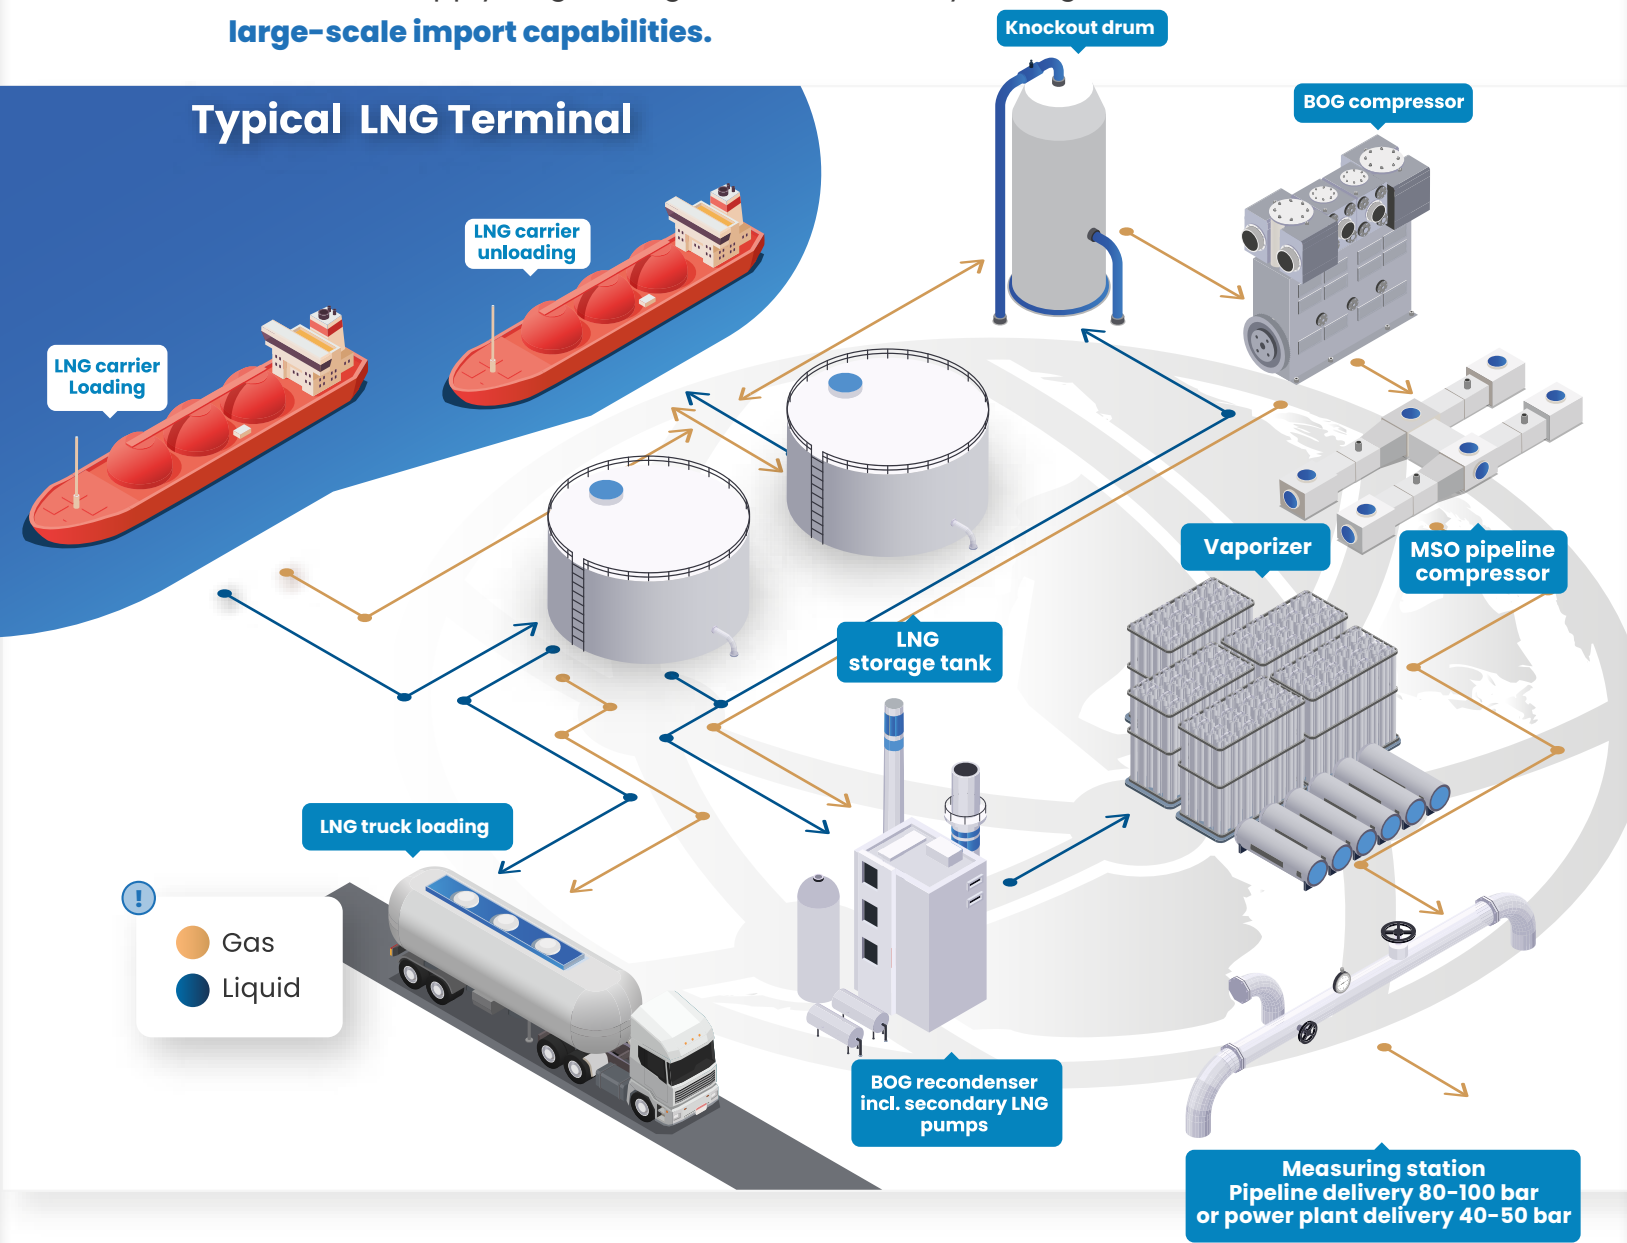 large-scale import capabilities.
Knockout drum
BOG compressor
Typical LNG Terminal
LNG carrier
unloading
LNG carrier
Loading
Vaporizer
MSO pipeline
compressor
LNG
storage tank
LNG truck loading
!
Gas
Liquid
BOG recondenser
incl. secondary LNG
pumps
Measuring station
Pipeline delivery 80-100 bar
or power plant delivery 40-50 bar